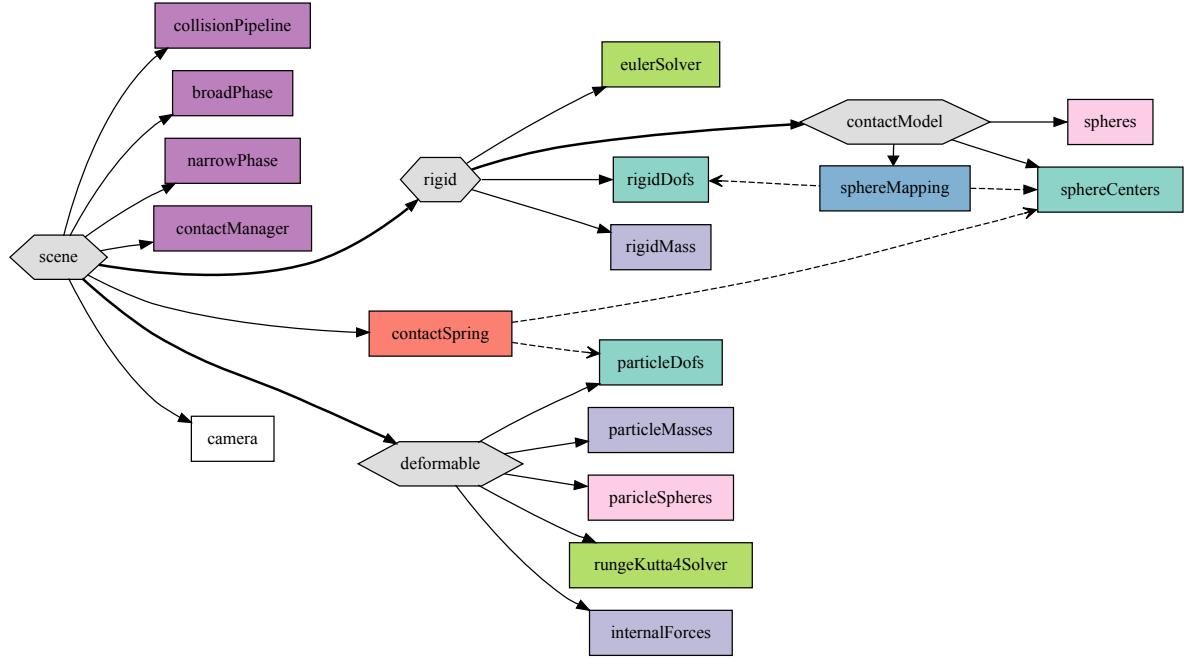 collisionPipeline
broadPhase
narrowPhase
contactManager
scene
contactSpring
camera
rigid
eulerSolver
rigidDofs
rigidMass
contactModel
spheres
sphereMapping
sphereCenters
deformable
particleDofs
particleMasses
paricleSpheres
rungeKutta4Solver
internalForces